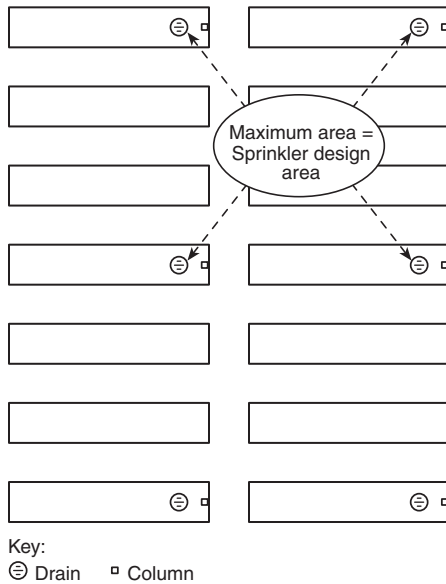 Maximum area =
Sprinkler design
area
Key:
Drain Column